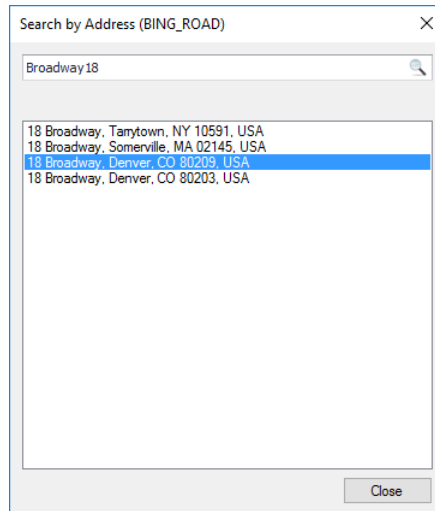 Search by Address (BING_ROAD)
Broadway18
18 Broadway, Tarrytown, NY 10591, USA
18 Broadway, Somerville, MA 02145, USA
18 Broadway, Denver, CO 80209, USA
18 Broadway, Denver, CO 80203, USA
Close